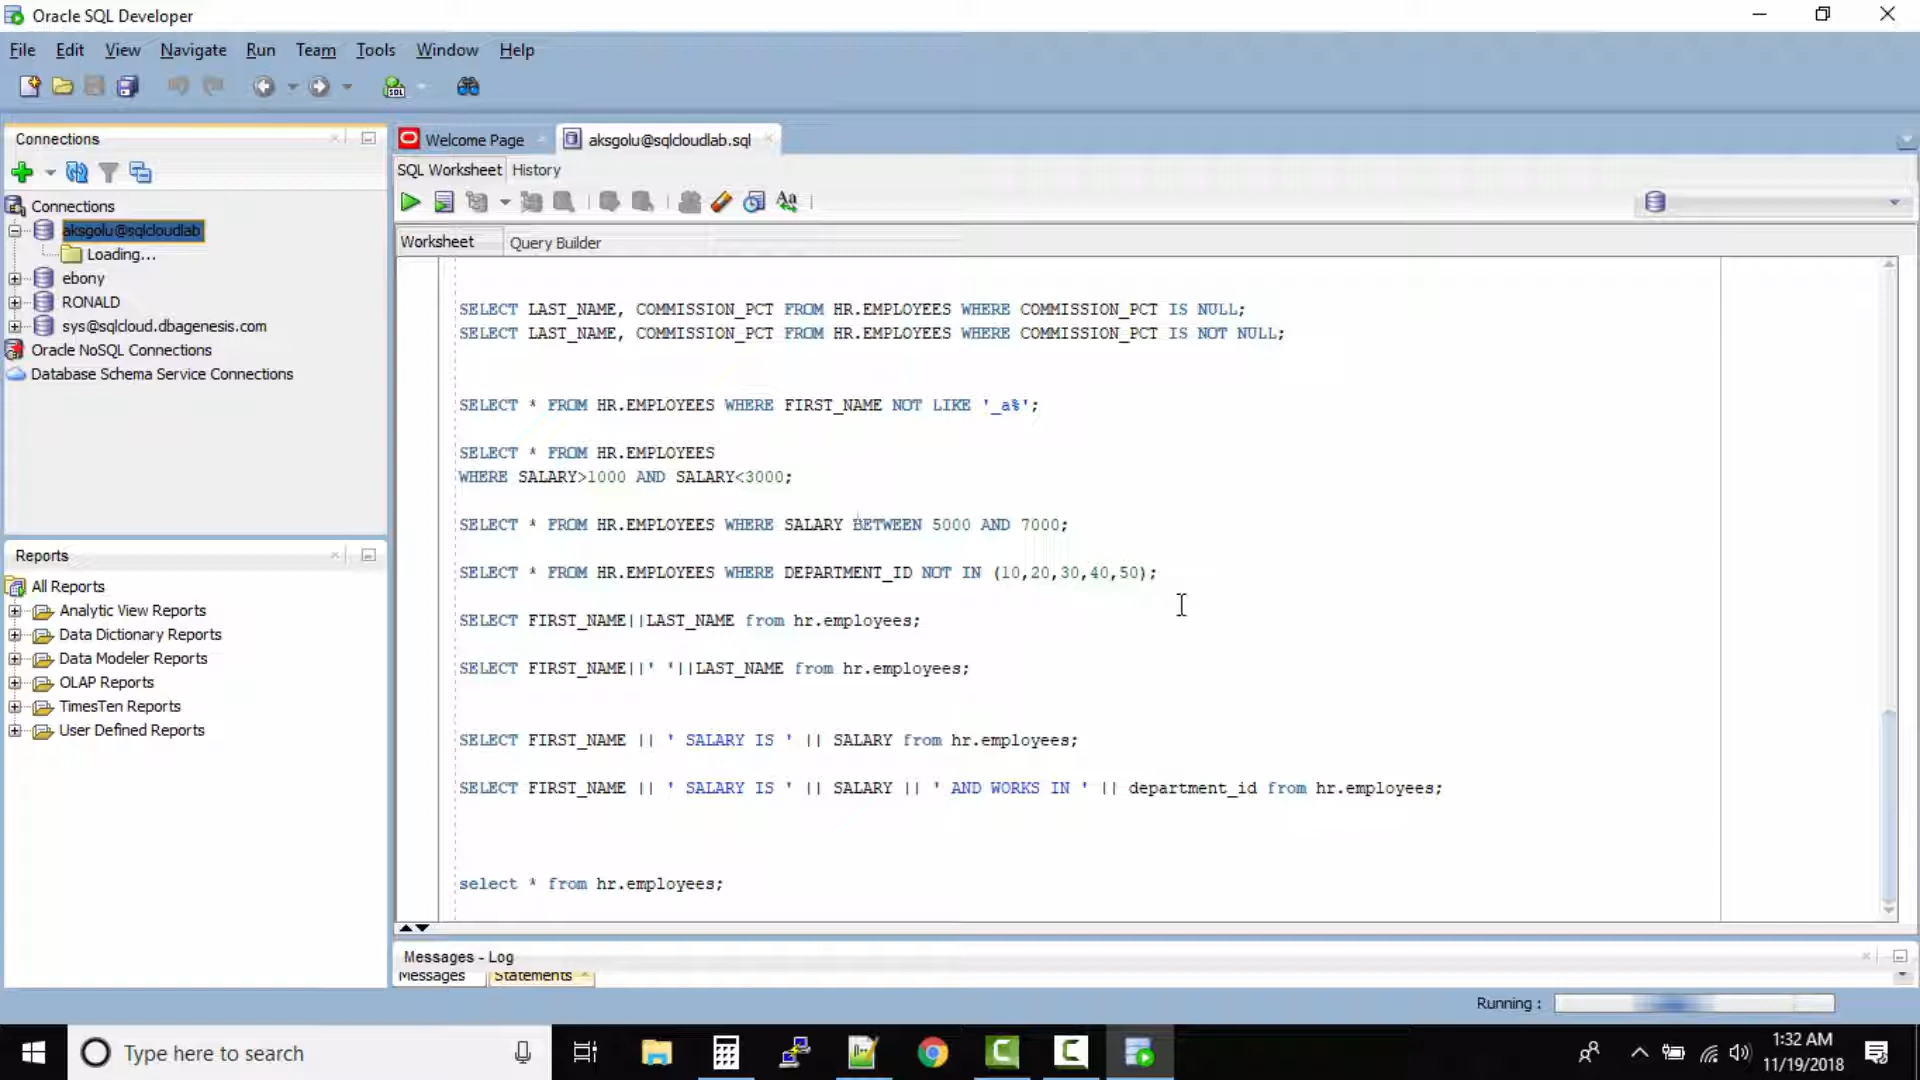 Oracle SQL Developer
File Edit View Navigate Run Team Tools Window Help
Connections
Connections
aksgolu@sqlcloudlab
Loading...
ebony
RONALD
sys@sqlcloud.dbagenesis.com
Oracle NoSQL Connections
Database Schema Service Connections
Reports
All Reports
Analytic View Reports
Data Dictionary Reports
Data Modeler Reports
OLAP Reports
TimesTen Reports
User Defined Reports
Welcome Page
aksgolu@sqlcloudlab.sql
SQL Worksheet History
Worksheet Query Builder
SELECT LAST_NAME, COMMISSION_PCT FROM HR.EMPLOYEES WHERE COMMISSION_PCT IS NULL;
SELECT LAST_NAME, COMMISSION_PCT FROM HR.EMPLOYEES WHERE COMMISSION_PCT IS NOT NULL;
SELECT * FROM HR.EMPLOYEES WHERE FIRST_NAME NOT LIKE '_a%';
SELECT * FROM HR.EMPLOYEES
WHERE SALARY>1000 AND SALARY<3000;
SELECT * FROM HR.EMPLOYEES WHERE SALARY BETWEEN 5000 AND 7000;
SELECT * FROM HR.EMPLOYEES WHERE DEPARTMENT_ID NOT IN (10,20,30,40,50);
SELECT FIRST_NAME||LAST_NAME from hr.employees;
SELECT FIRST_NAME||' '||LAST_NAME from hr.employees;
SELECT FIRST_NAME || ' SALARY IS ' || SALARY from hr.employees;
SELECT FIRST_NAME || ' SALARY IS ' || SALARY || ' AND WORKS IN ' || department_id from hr.employees;
select * from hr.employees;
Messages - Log
Messages Statements
Running :
Type here to search
1:32 AM
11/19/2018